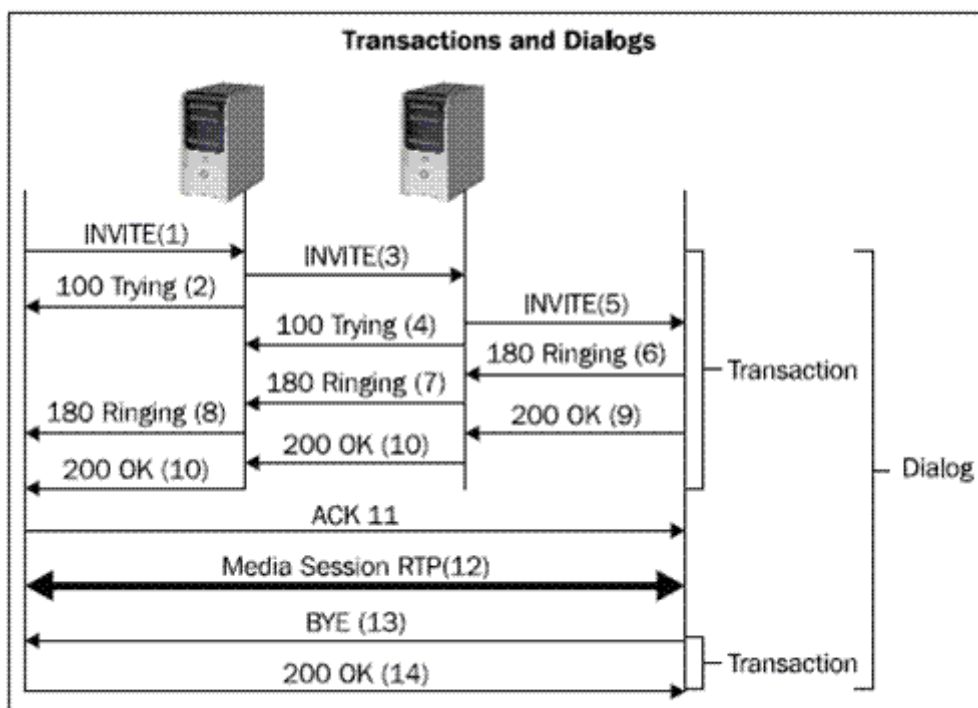 Transactions and Dialogs
INVITE(1)
INVITE(3)
100 Trying (2)
INVITE(5)
100 Trying (4)
180 Ringing (6)
Transaction
180 Ringing (7)
180 Ringing (8)
200 OK (9)
200 OK (10)
200 OK (10)
Dialog
ACK 11
Media Session RTP(12)
BYE (13)
Transaction
200 OK (14)